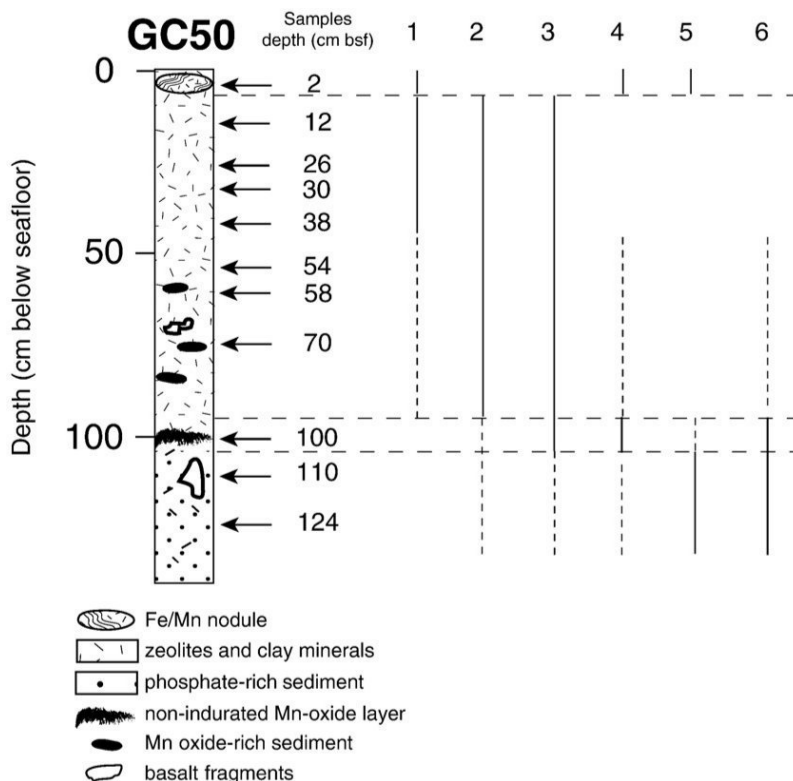 GC50
Samples
depth (cm bsf)
1 2 3 4 5 6
0
2
12
26
30
38
50
54
58
70
100
100
110
124
Depth (cm below seafloor)
Fe/Mn nodule
zeolites and clay minerals
phosphate-rich sediment
non-indurated Mn-oxide layer
Mn oxide-rich sediment
basalt fragments